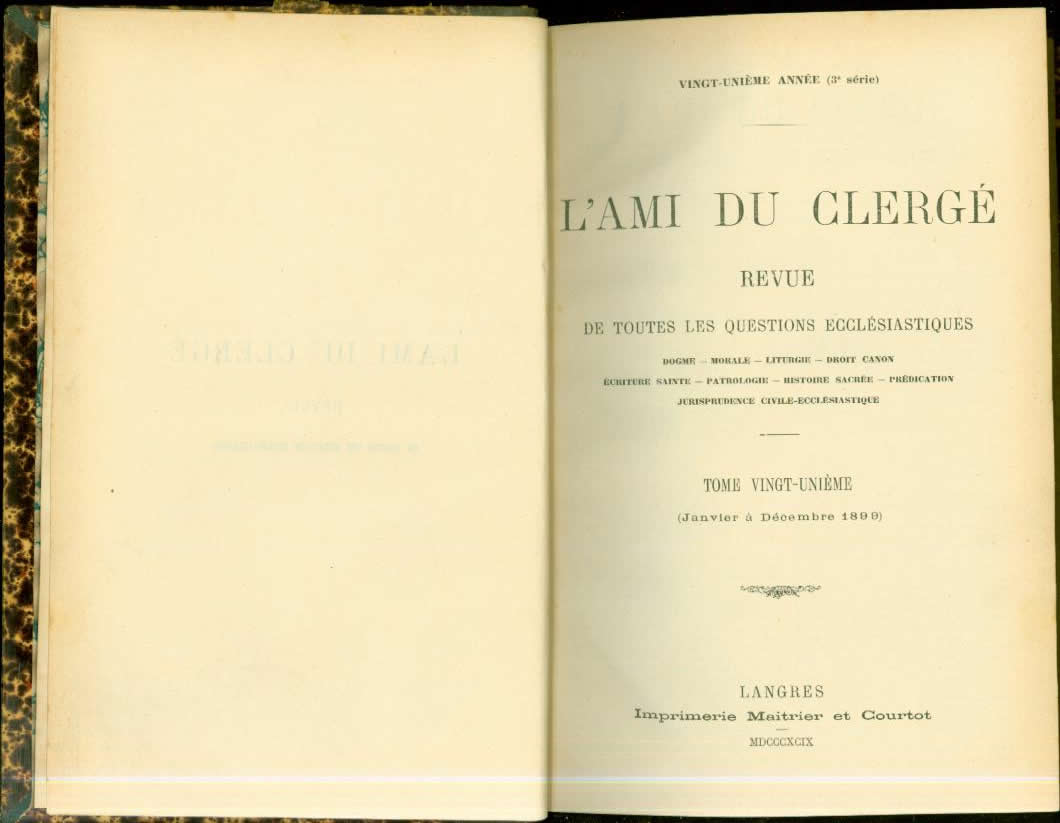 VINGT-UNIÈME ANNÉE (3e série)
L'AMI DU CLERGÉ
REVUE
DE TOUTES LES QUESTIONS ECCLÉSIASTIQUES
DOGME — MORALE — LITURGIE — DROIT CANON
ÉCRITURE SAINTE — PATROLOGIE — HISTOIRE SACRÉE — PRÉDICATION
JURISPRUDENCE CIVILE-ECCLÉSIASTIQUE
TOME VINGT-UNIÈME
(Janvier à Décembre 1899)
LANGRES
Imprimerie Maitrier et Courtot
MDCCCXCIX